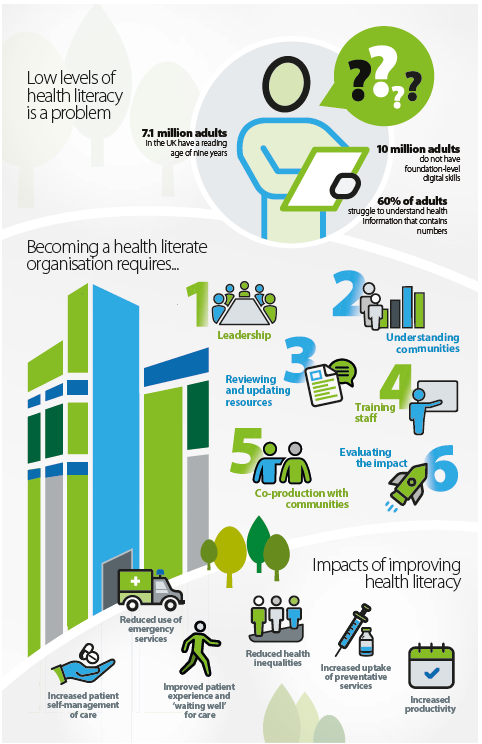 Low levels of
health literacy
is a problem
? ? ? ?
7.1 million adults
in the UK have a reading
age of nine years
10 million adults
do not have
foundation-level
digital skills
60% of adults
struggle to understand health
information that contains
numbers
Becoming a health literate
organisation requires...
1
Leadership
2
Understanding
communities
3
Reviewing
and updating
resources
4
Training
staff
5
Co-production with
communities
6
Evaluating
the impact
Impacts of improving
health literacy
Reduced use of
emergency
services
Increased patient
self-management
of care
Improved patient
experience and
‘waiting well’
for care
Reduced health
inequalities
Increased uptake
of preventative
services
Increased
productivity